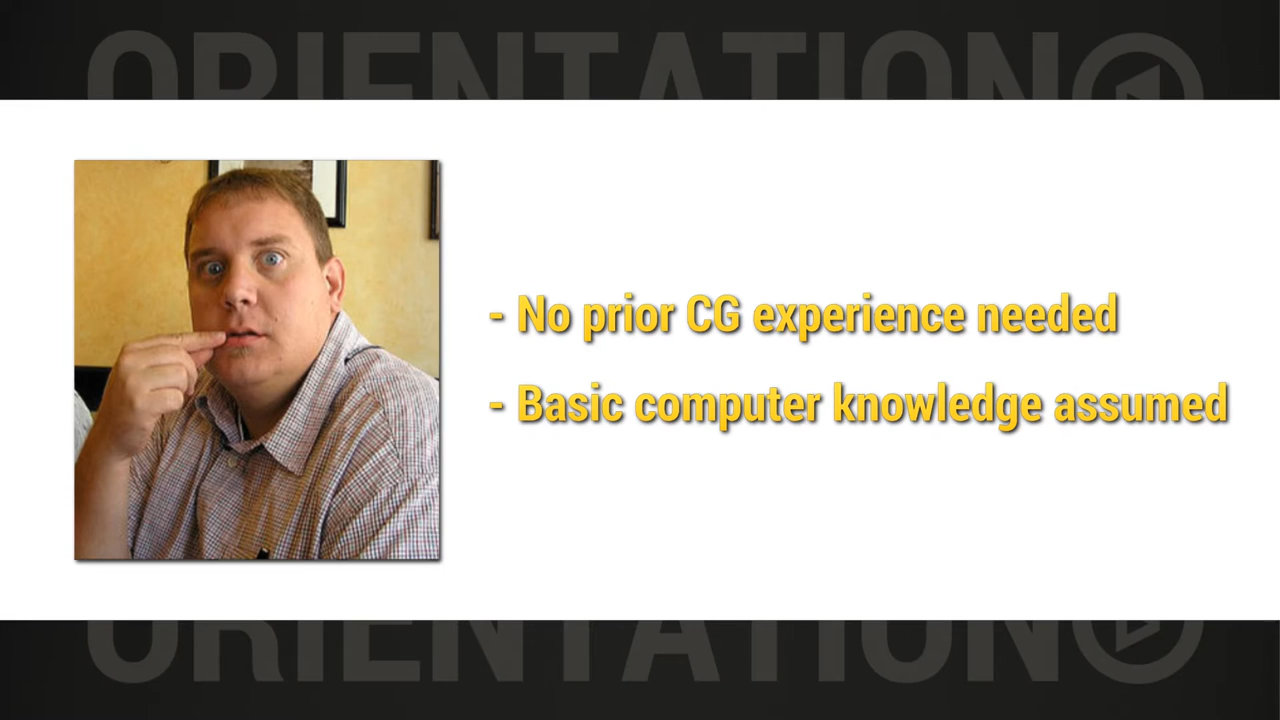 ORIENTATION
- No prior CG experience needed
- Basic computer knowledge assumed
ORIENTATION